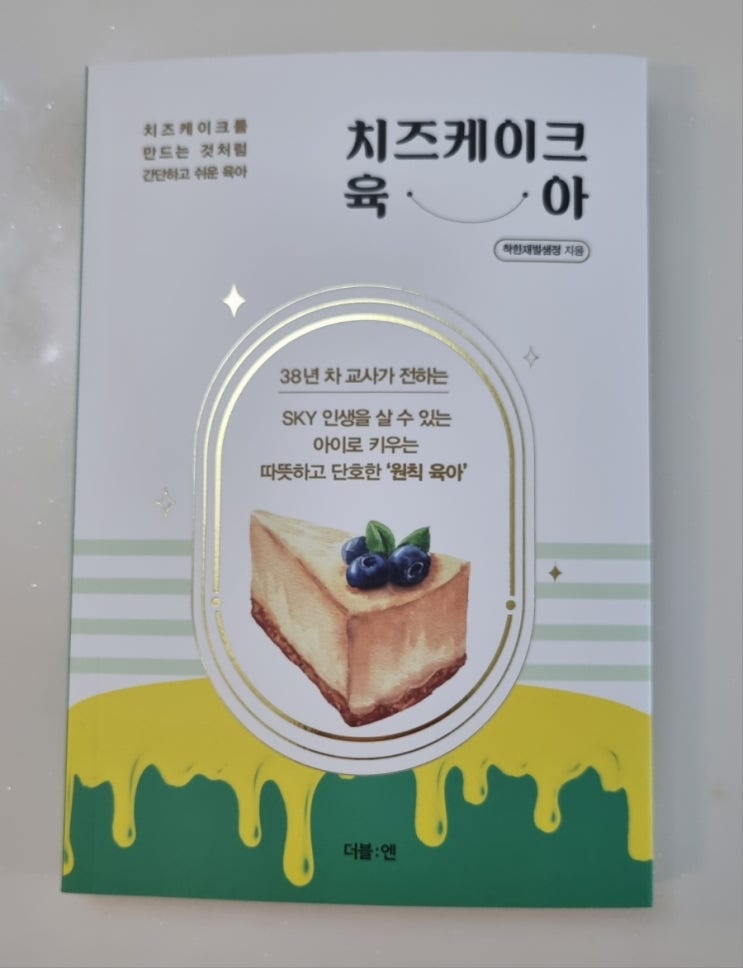 치즈케이크를
만드는 것처럼
간단하고 쉬운 육아
치즈케이크
육아
착한재벌샘정 지음
38년 차 교사가 전하는
SKY 인생을 살 수 있는
아이로 키우는
따뜻하고 단호한 '원칙 육아'
더블:엔